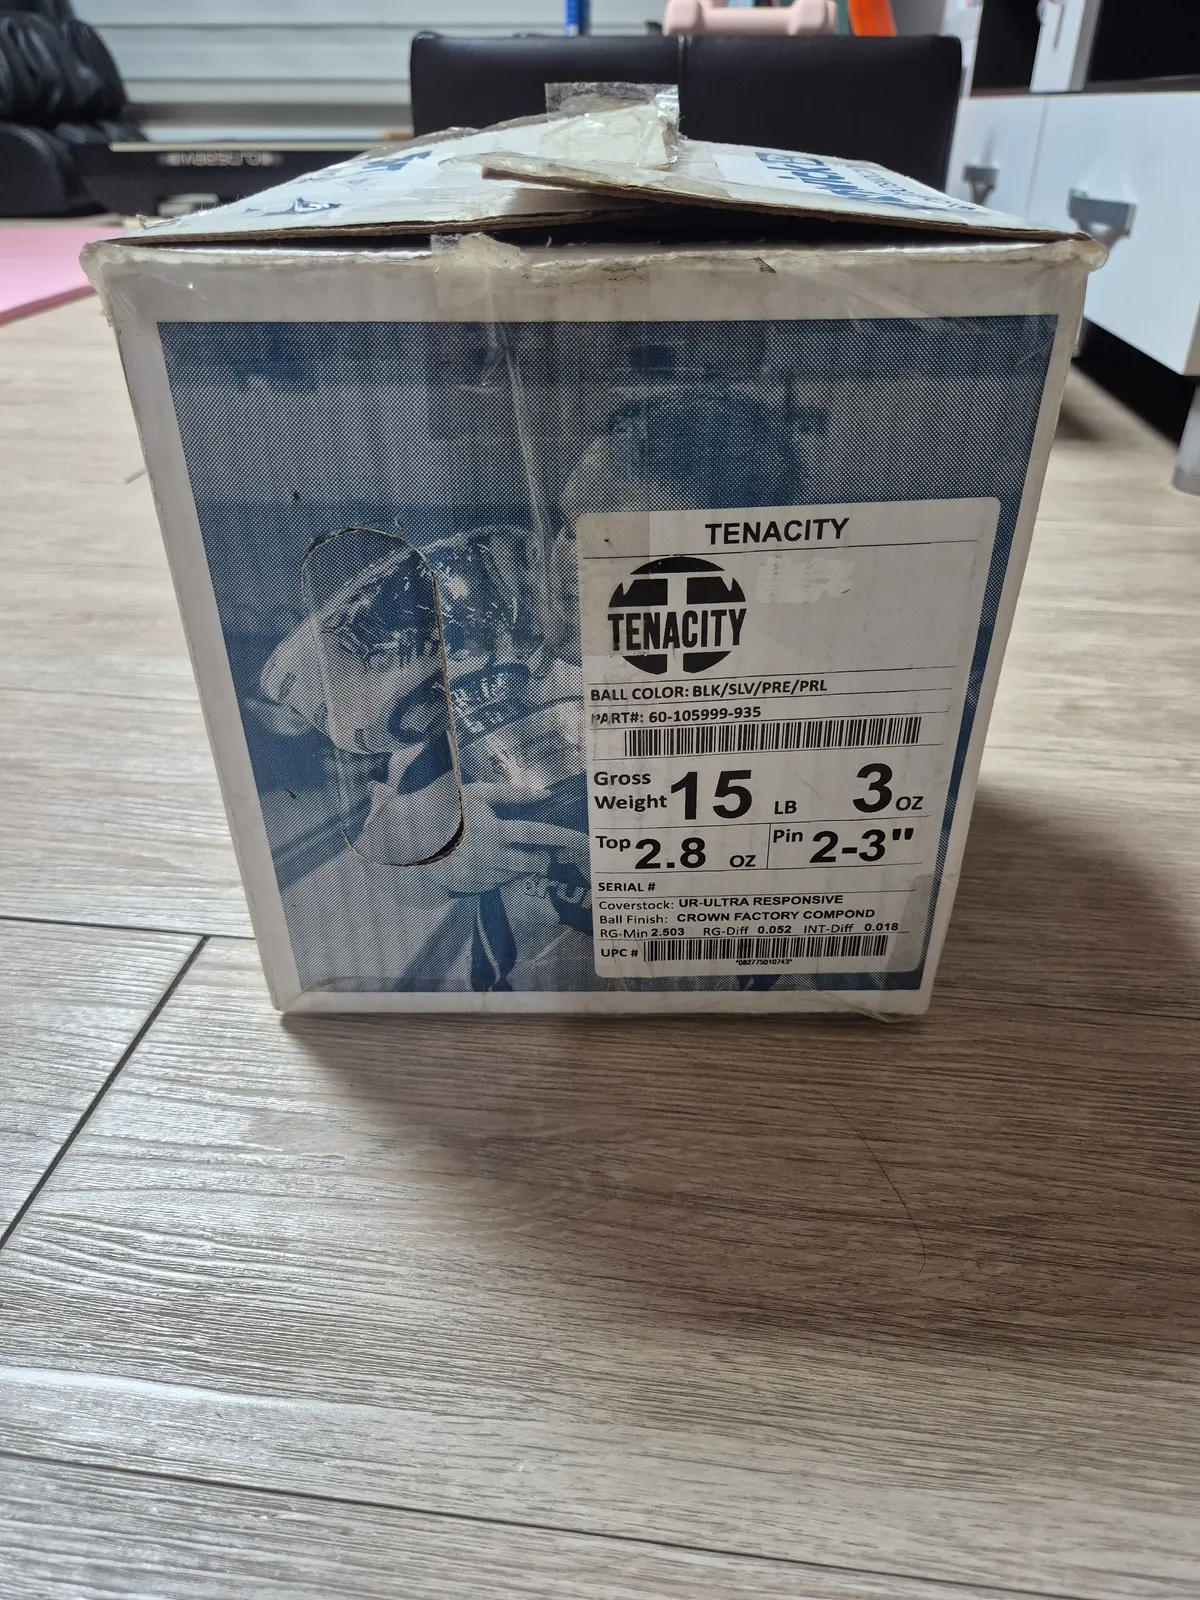 TENACITY
TENACITY
BALL COLOR: BLK/SLV/PRE/PRL
PART#: 60-105999-935
Gross Weight 15 LB 3 OZ
Top 2.8 OZ Pin 2-3"
SERIAL #
Coverstock: UR-ULTRA RESPONSIVE
Ball Finish: CROWN FACTORY COMPOND
RG-Min 2.503 RG-Diff 0.052 INT-Diff 0.018
UPC #
*082775010743*